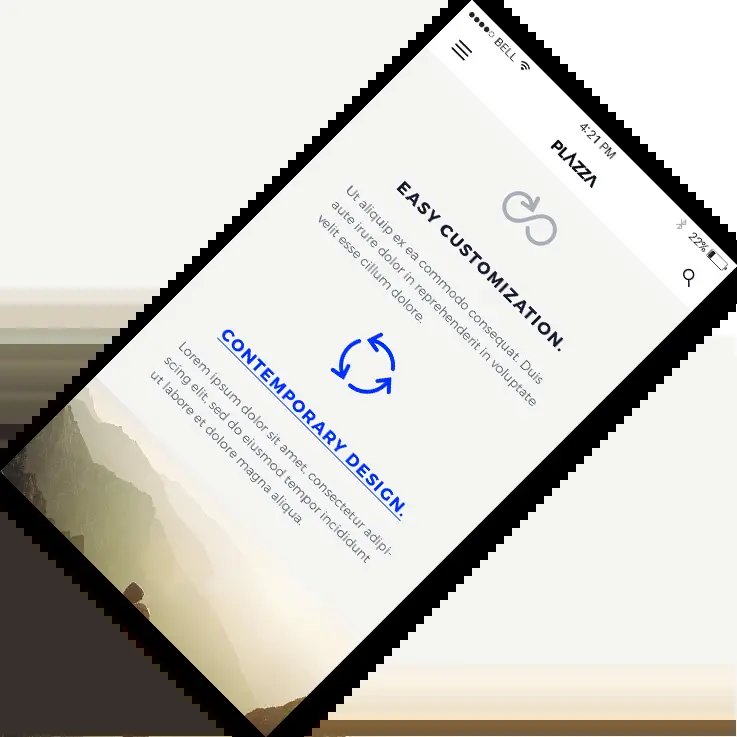 BELL
4:21 PM
22%
PLAZZA
EASY CUSTOMIZATION.
Ut aliquip ex ea commodo consequat. Duis
aute irure dolor in reprehenderit in voluptate
velit esse cillum dolore.
CONTEMPORARY DESIGN.
Lorem ipsum dolor sit amet, consectetur adipi-
scing elit, sed do eiusmod tempor incididunt
ut labore et dolore magna aliqua.